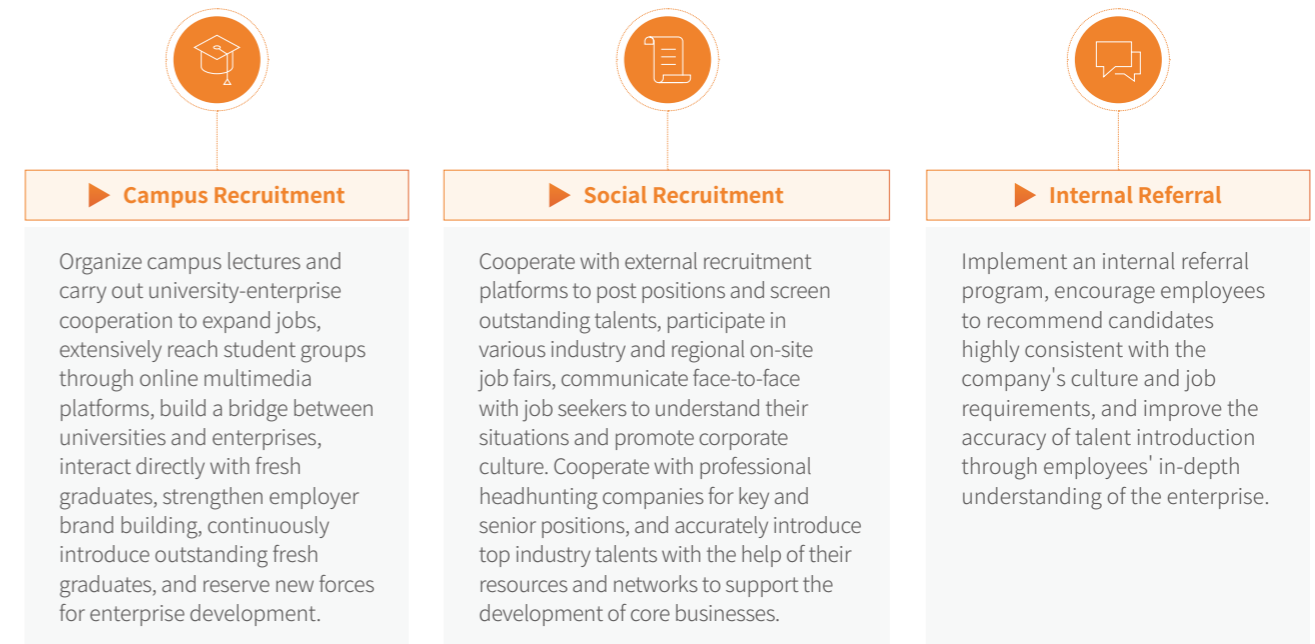 Campus Recruitment
Organize campus lectures and
carry out university-enterprise
cooperation to expand jobs,
extensively reach student groups
through online multimedia
platforms, build a bridge between
universities and enterprises,
interact directly with fresh
graduates, strengthen employer
brand building, continuously
introduce outstanding fresh
graduates, and reserve new forces
for enterprise development.
Social Recruitment
Cooperate with external recruitment
platforms to post positions and screen
outstanding talents, participate in
various industry and regional on-site
job fairs, communicate face-to-face
with job seekers to understand their
situations and promote corporate
culture. Cooperate with professional
headhunting companies for key and
senior positions, and accurately introduce
top industry talents with the help of their
resources and networks to support the
development of core businesses.
Internal Referral
Implement an internal referral
program, encourage employees
to recommend candidates
highly consistent with the
company's culture and job
requirements, and improve the
accuracy of talent introduction
through employees' in-depth
understanding of the enterprise.